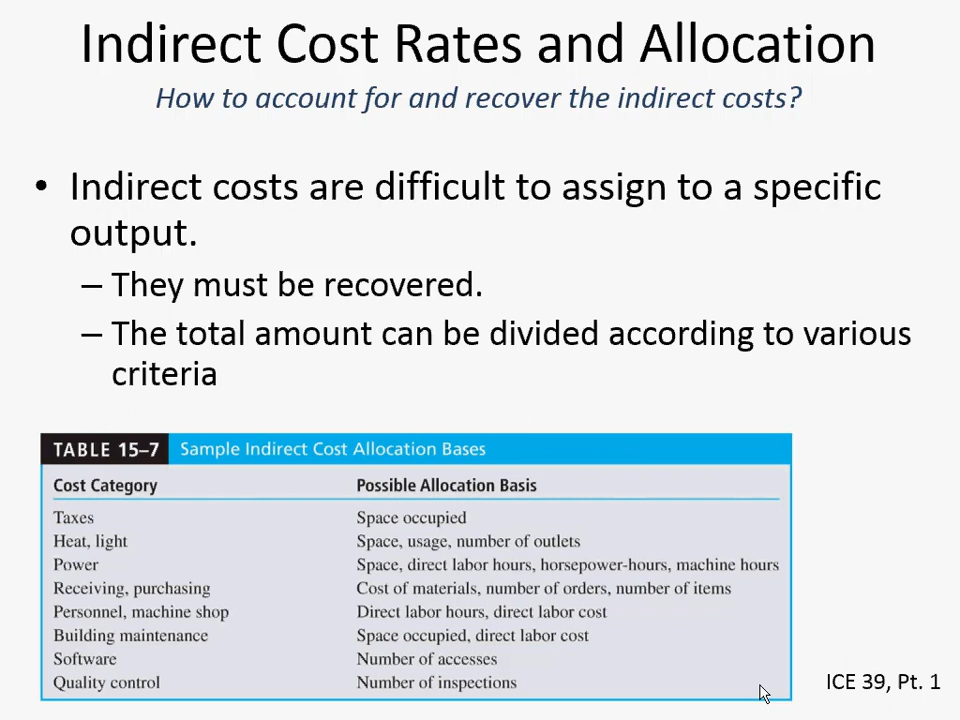 Indirect Cost Rates and Allocation
How to account for and recover the indirect costs?
• Indirect costs are difficult to assign to a specific
output.
– They must be recovered.
– The total amount can be divided according to various
criteria
TABLE 15–7 Sample Indirect Cost Allocation Bases
Cost Category Possible Allocation Basis
Taxes Space occupied
Heat, light Space, usage, number of outlets
Power Space, direct labor hours, horsepower-hours, machine hours
Receiving, purchasing Cost of materials, number of orders, number of items
Personnel, machine shop Direct labor hours, direct labor cost
Building maintenance Space occupied, direct labor cost
Software Number of accesses
Quality control Number of inspections
ICE 39, Pt. 1